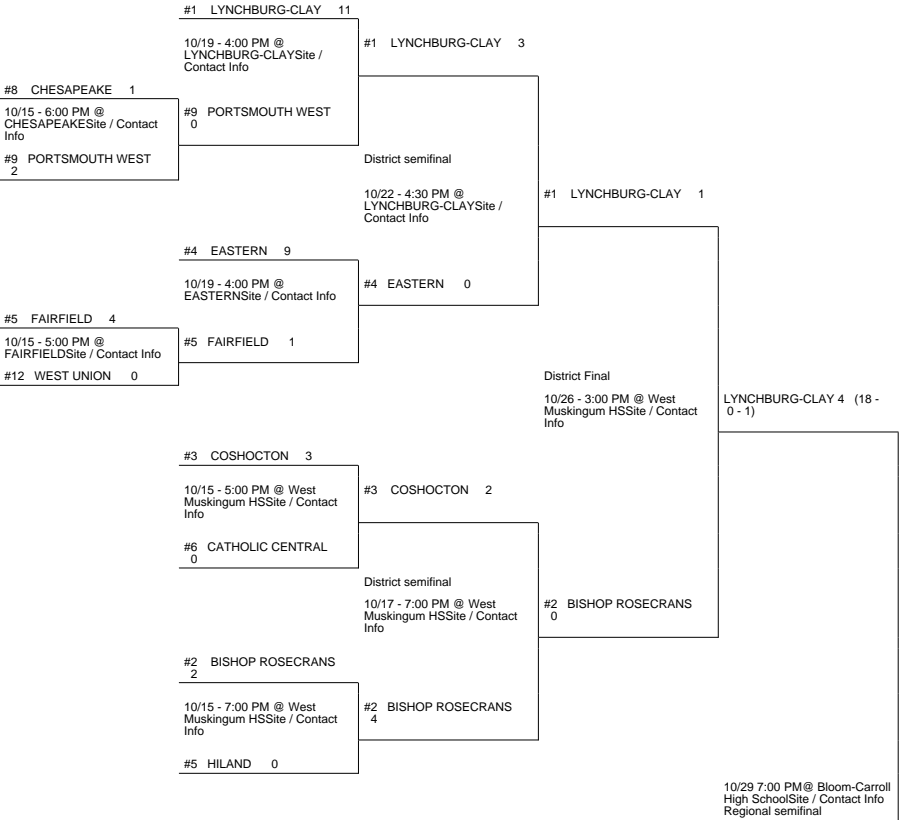 #1 LYNCHBURG-CLAY 11
10/19 - 4:00 PM @
LYNCHBURG-CLAYSite /
Contact Info
#1 LYNCHBURG-CLAY 3
#8 CHESAPEAKE 1
10/15 - 6:00 PM @
CHESAPEAKESite / Contact
Info
#9 PORTSMOUTH WEST
0
#9 PORTSMOUTH WEST
2
District semifinal
10/22 - 4:30 PM @
LYNCHBURG-CLAYSite /
Contact Info
#1 LYNCHBURG-CLAY 1
#4 EASTERN 9
10/19 - 4:00 PM @
EASTERNSite / Contact Info
#4 EASTERN 0
#5 FAIRFIELD 4
10/15 - 5:00 PM @
FAIRFIELDSite / Contact Info
#5 FAIRFIELD 1
#12 WEST UNION 0
District Final
10/26 - 3:00 PM @ West
Muskingum HSSite / Contact
Info
LYNCHBURG-CLAY 4 (18 -
0 - 1)
#3 COSHOCTON 3
10/15 - 5:00 PM @ West
Muskingum HSSite / Contact
Info
#3 COSHOCTON 2
#6 CATHOLIC CENTRAL
0
District semifinal
10/17 - 7:00 PM @ West
Muskingum HSSite / Contact
Info
#2 BISHOP ROSECRANS
0
#2 BISHOP ROSECRANS
2
10/15 - 7:00 PM @ West
Muskingum HSSite / Contact
Info
#2 BISHOP ROSECRANS
4
#5 HILAND 0
10/29 7:00 PM@ Bloom-Carroll
High SchoolSite / Contact Info
Regional semifinal